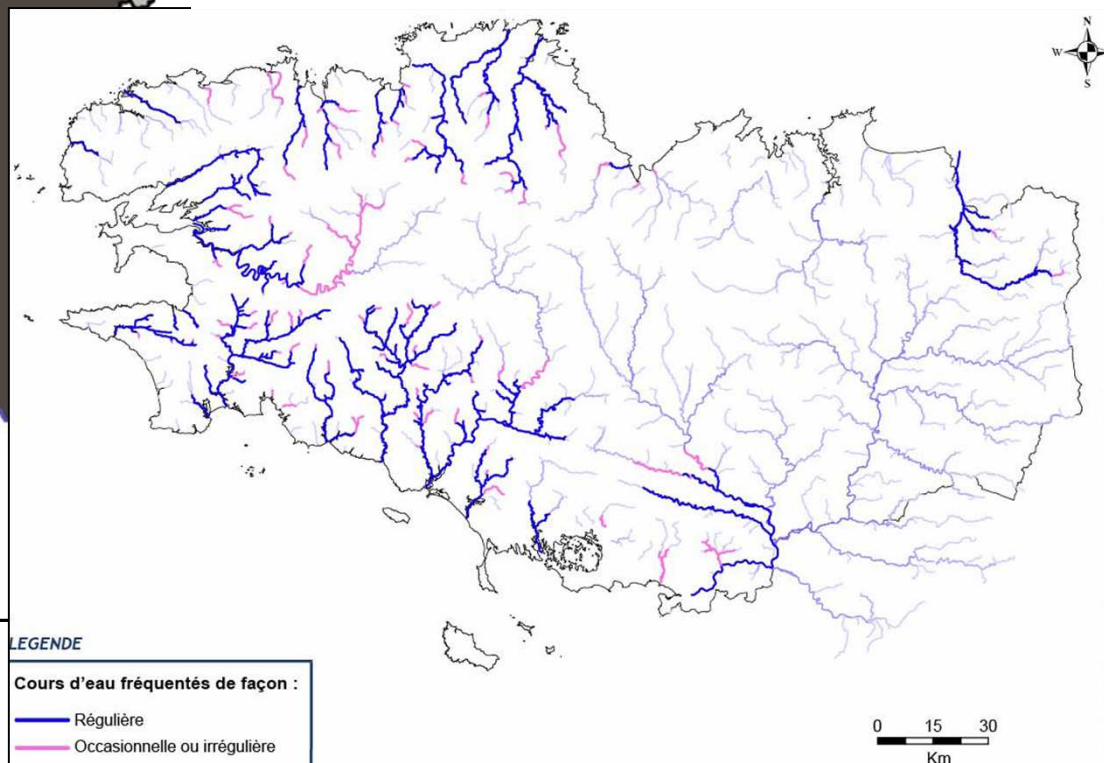 N
W
S
LEGENDE
Cours d'eau fréquentés de façon :
Régulière
Occasionnelle ou irrégulière
0 15 30
Km